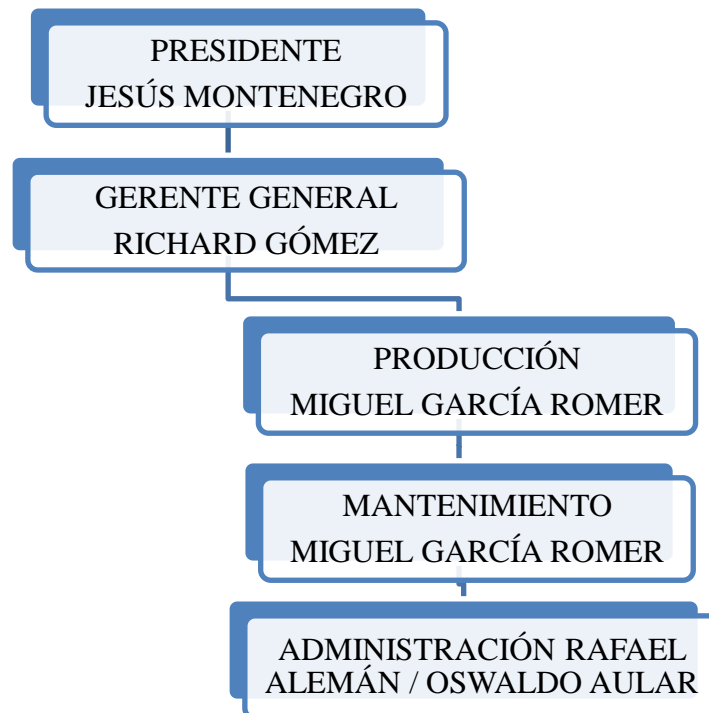 PRESIDENTE
JESÚS MONTENEGRO
GERENTE GENERAL
RICHARD GÓMEZ
PRODUCCIÓN
MIGUEL GARCÍA ROMER
MANTENIMIENTO
MIGUEL GARCÍA ROMER
ADMINISTRACIÓN RAFAEL
ALEMÁN / OSWALDO AULAR